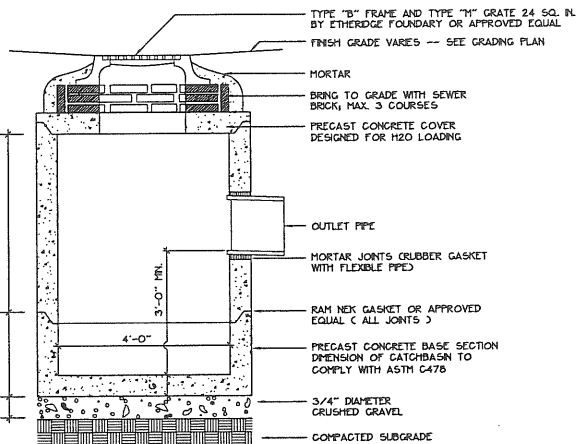 TYPE "B" FRAME AND TYPE "M" GRATE 24 SQ. IN.
BY ETHERIDGE FOUNDARY OR APPROVED EQUAL
FINISH GRADE VARIES -- SEE GRADING PLAN
MORTAR
BRING TO GRADE WITH SEWER
BRICK; MAX. 3 COURSES
PRECAST CONCRETE COVER
DESIGNED FOR H20 LOADING
OUTLET PIPE
MORTAR JOINTS (RUBBER GASKET
WITH FLEXIBLE PIPE)
3'-0" MIN.
RAM NEK GASKET OR APPROVED
EQUAL ( ALL JOINTS )
4'-0"
PRECAST CONCRETE BASE SECTION
DIMENSION OF CATCHBASIN TO
COMPLY WITH ASTM C478
6"
3/4" DIAMETER
CRUSHED GRAVEL
COMPACTED SUBGRADE